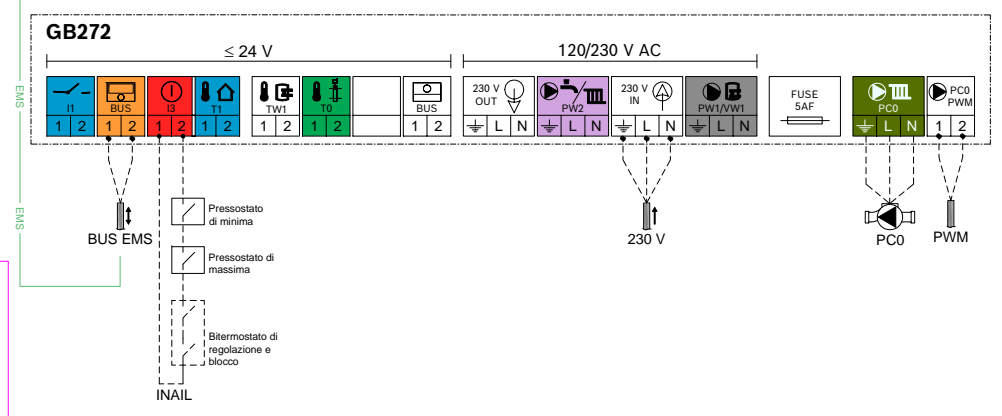 GB272
≤ 24 V
120/230 V AC
I1
BUS
I3
T1
TW1
T0
BUS
230 V
OUT
PW2
230 V
IN
PW1/VW1
FUSE
5AF
PC0
PC0
PWM
1 2
1 2
1 2
1 2
1 2
1 2
1 2
L N
L N
L N
L N
L N
1 2
EMS
EMS
BUS EMS
Pressostato
di minima
Pressostato di
massima
Bitermostato di
regolazione e
blocco
INAIL
230 V
PC0
PWM